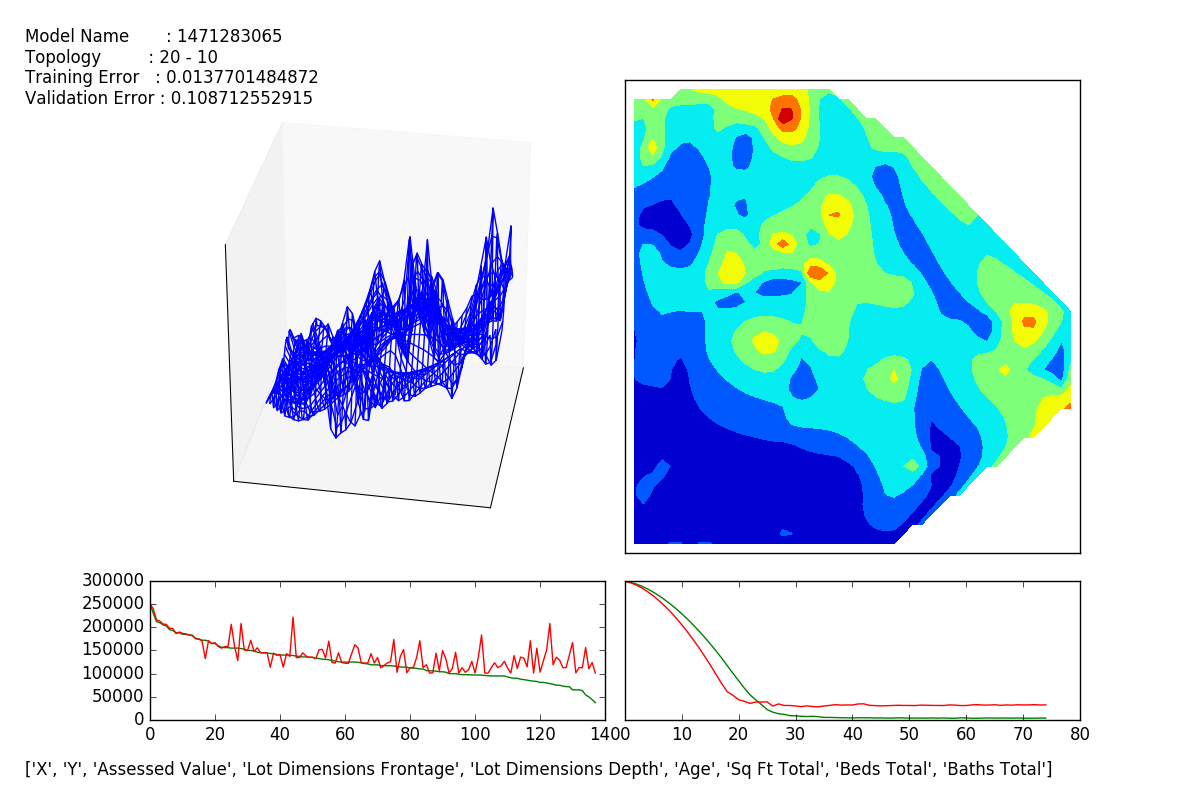 Model Name : 1471283065
Topology : 20 - 10
Training Error : 0.0137701484872
Validation Error : 0.108712552915
300000
250000
200000
150000
100000
50000
0
0 20 40 60 80 100 120 140
0 10 20 30 40 50 60 70 80
['X', 'Y', 'Assessed Value', 'Lot Dimensions Frontage', 'Lot Dimensions Depth', 'Age', 'Sq Ft Total', 'Beds Total', 'Baths Total']